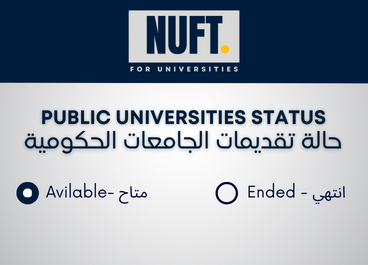 NUFT.
FOR UNIVERSITIES
PUBLIC UNIVERSITIES STATUS
حالة تقديمات الجامعات الحكومية
Avilable- متاح
Ended - انتهي